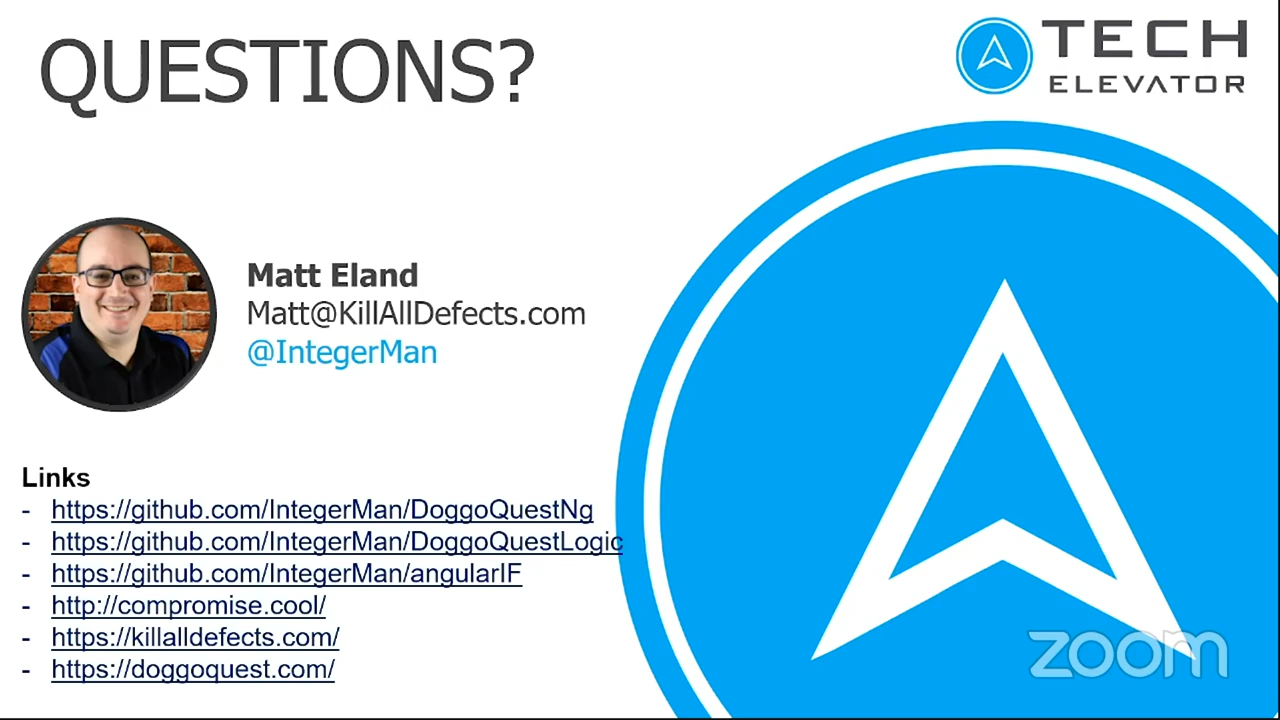 QUESTIONS?
TECH
ELEVATOR
Matt Eland
Matt@KillAllDefects.com
@IntegerMan
Links
- https://github.com/IntegerMan/DoggoQuestNg
- https://github.com/IntegerMan/DoggoQuestLogic
- https://github.com/IntegerMan/angularIF
- http://compromise.cool/
- https://killalldefects.com/
- https://doggoquest.com/
zoom